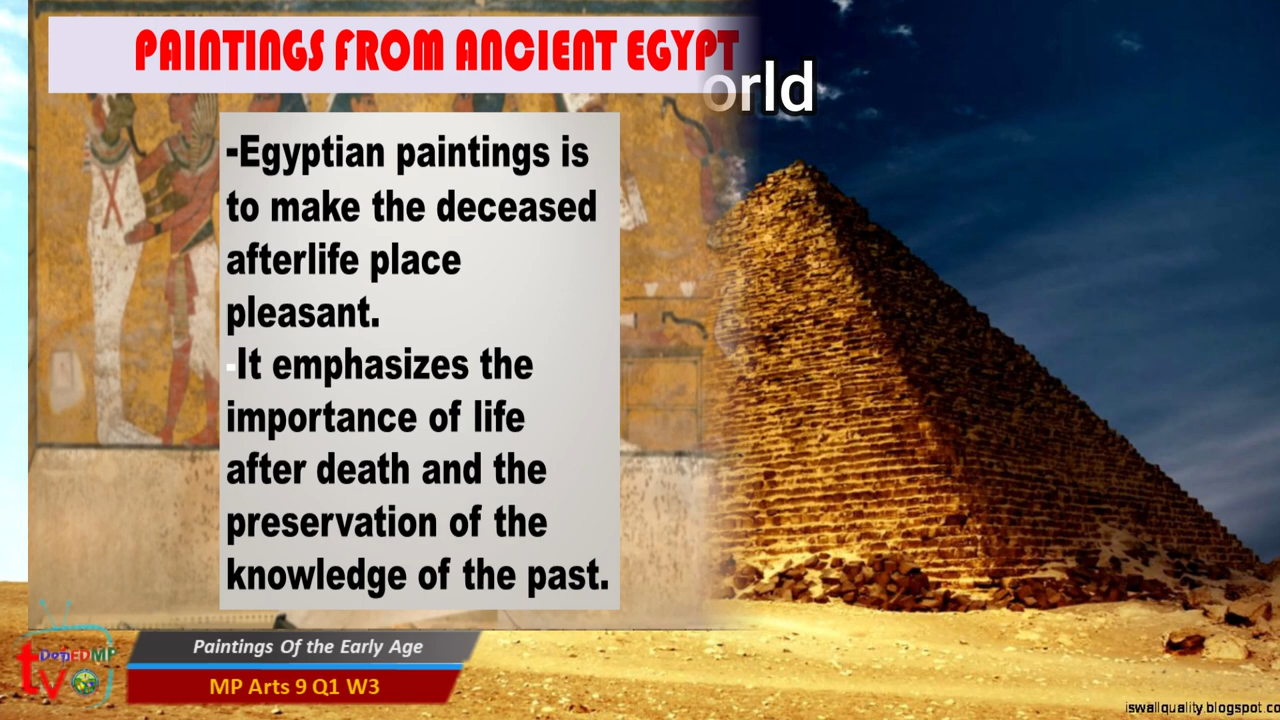 PAINTINGS FROM ANCIENT EGYPT
orld
-Egyptian paintings is
to make the deceased
afterlife place
pleasant.
-It emphasizes the
importance of life
after death and the
preservation of the
knowledge of the past.
DepEDMP
tv
Paintings Of the Early Age
MP Arts 9 Q1 W3
iswallquality.blogspot.co